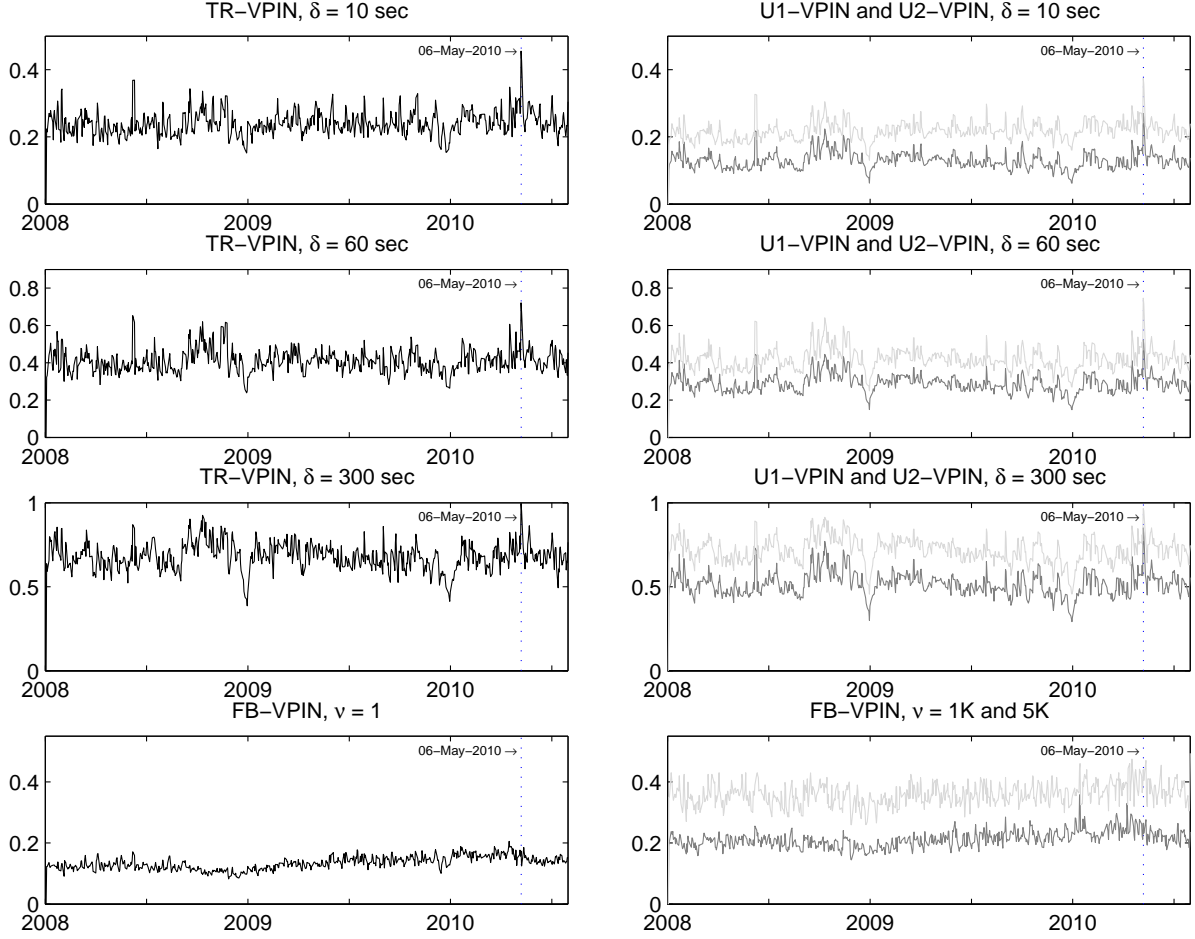 TR−VPIN, δ = 10 sec
06−May−2010→
0.4
0.2
0
2008 2009 2010
U1−VPIN and U2−VPIN, δ = 10 sec
06−May−2010→
0.4
0.2
0
2008 2009 2010
TR−VPIN, δ = 60 sec
06−May−2010→
0.8
0.6
0.4
0.2
0
2008 2009 2010
U1−VPIN and U2−VPIN, δ = 60 sec
06−May−2010→
0.8
0.6
0.4
0.2
0
2008 2009 2010
TR−VPIN, δ = 300 sec
1
06−May−2010→
0.5
0
2008 2009 2010
U1−VPIN and U2−VPIN, δ = 300 sec
1
06−May−2010→
0.5
0
2008 2009 2010
FB−VPIN, ν = 1
06−May−2010→
0.4
0.2
0
2008 2009 2010
FB−VPIN, ν = 1K and 5K
06−May−2010→
0.4
0.2
0
2008 2009 2010